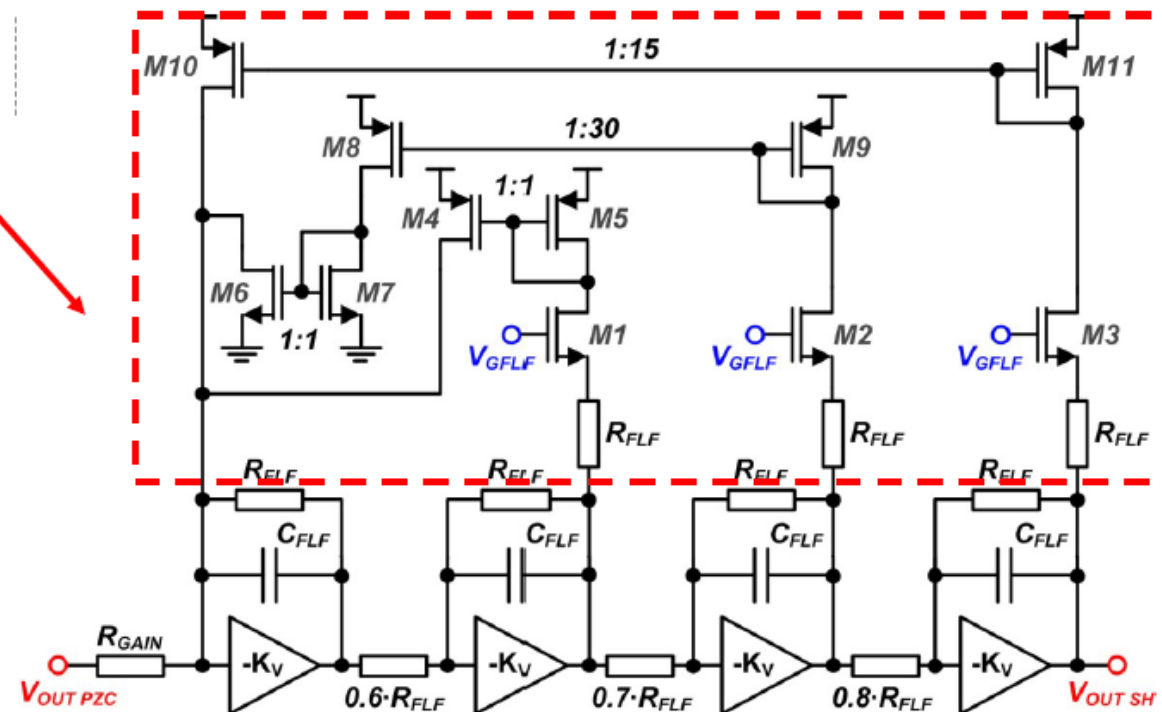 1:15
M10
M11
1:30
M8
M9
1:1
M4
M5
M6
M7
1:1
M1
M2
M3
VGFLF
VGFLF
VGFLF
RFLF
RFLF
RFLF
RFLF
RFLF
RFLF
RFLF
CFLF
CFLF
CFLF
CFLF
RGAIN
-KV
-KV
-KV
-KV
VOUT PZC
0.6·RFLF
0.7·RFLF
0.8·RFLF
VOUT SH